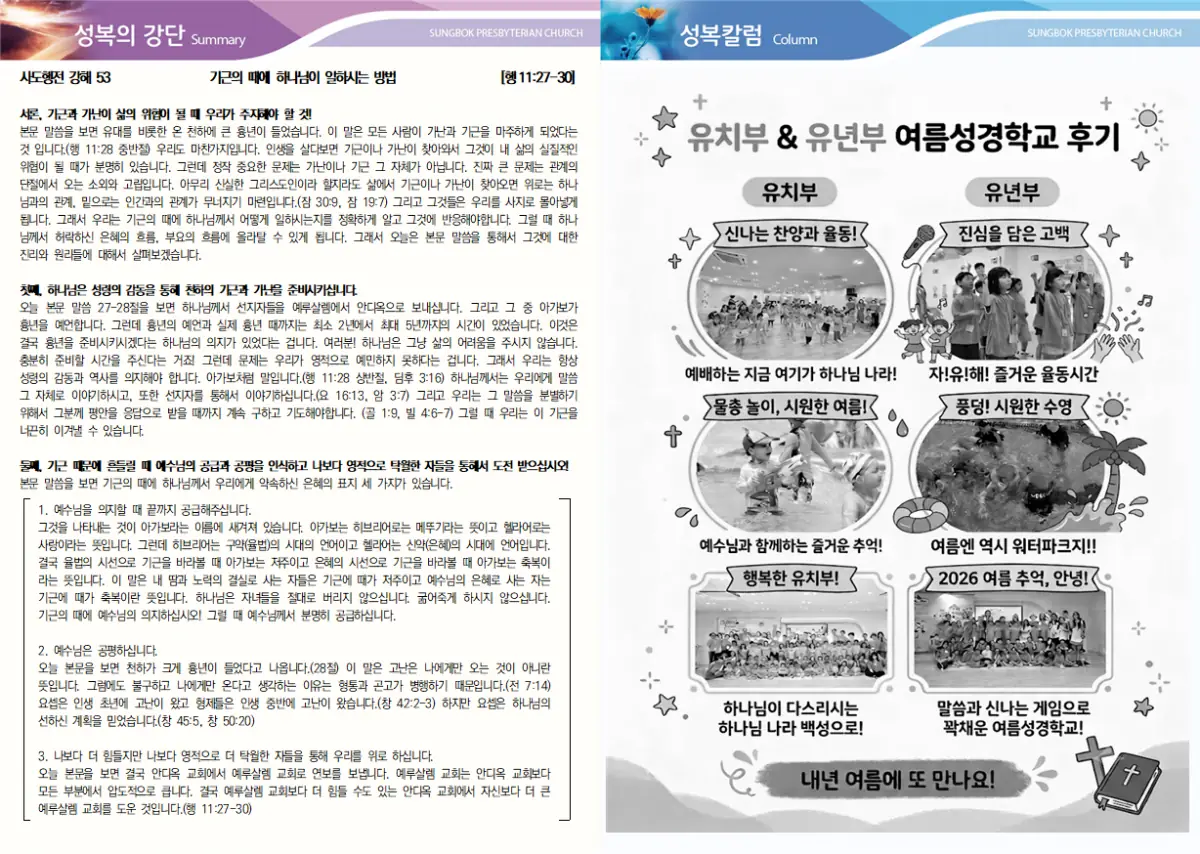 성복의 강단 Summary
SUNGBOK PRESBYTERIAN CHURCH
사도행전 강해 53 기근의 때에 하나님이 일하시는 방법 [행 11:27-30]
서론, 기근과 가난이 삶의 위협이 될 때 우리가 주지해야 할 것!
본문 말씀을 보면 유대를 비롯한 온 천하에 큰 흉년이 들었습니다. 이 말은 모든 사람이 가난과 기근을 마주하게 되었다는
것 입니다.(행 11:28 중반절) 우리도 마찬가지입니다. 인생을 살다보면 기근이나 가난이 찾아와서 그것이 내 삶의 실질적인
위협이 될 때가 분명히 있습니다. 그런데 정작 중요한 문제는 가난이나 기근 그 자체가 아닙니다. 진짜 큰 문제는 관계의
단절에서 오는 소외와 고립입니다. 아무리 신실한 그리스도인이라 할지라도 삶에서 기근이나 가난이 찾아오면 위로는 하나
님과의 관계, 밑으로는 인간과의 관계가 무너지기 마련입니다.(잠 30:9, 잠 19:7) 그리고 그것들은 우리를 사지로 몰아넣게
됩니다. 그래서 우리는 기근의 때에 하나님께서 어떻게 일하시는지를 정확하게 알고 그것에 반응해야합니다. 그럴 때 하나
님께서 허락하신 은혜의 흐름, 부요의 흐름에 올라탈 수 있게 됩니다. 그래서 오늘은 본문 말씀을 통해서 그것에 대한
진리와 원리들에 대해서 살펴보겠습니다.
첫째, 하나님은 성령의 감동을 통해 천하의 기근과 가난을 준비시키십니다.
오늘 본문 말씀 27-28절을 보면 하나님께서 선지자들을 예루살렘에서 안디옥으로 보내십니다. 그리고 그 중 아가보가
흉년을 예언합니다. 그런데 흉년의 예언과 실제 흉년 때까지는 최소 2년에서 최대 5년까지의 시간이 있었습니다. 이것은
결국 흉년을 준비시키시겠다는 하나님의 의지가 있었다는 겁니다. 여러분! 하나님은 그냥 삶의 어려움을 주시지 않습니다.
충분히 준비할 시간을 주신다는 거죠! 그런데 문제는 우리가 영적으로 예민하지 못하다는 겁니다. 그래서 우리는 항상
성령의 감동과 역사를 의지해야 합니다. 아가보처럼 말입니다.(행 11:28 상반절, 딤후 3:16) 하나님께서는 우리에게 말씀
그 자체로 이야기하시고, 또한 선지자를 통해서 이야기하십니다.(요 16:13, 암 3:7) 그리고 우리는 그 말씀을 분별하기
위해서 그분께 평안을 응답으로 받을 때까지 계속 구하고 기도해야합니다. (골 1:9, 빌 4:6-7) 그럴 때 우리는 이 기근을
너끈히 이겨낼 수 있습니다.
둘째, 기근 때문에 흔들릴 때 예수님의 공급과 공평을 인식하고 나보다 영적으로 탁월한 자들을 통해서 도전 받으십시오!
본문 말씀을 보면 기근의 때에 하나님께서 우리에게 약속하신 은혜의 표지 세 가지가 있습니다.
1. 예수님을 의지할 때 끝까지 공급해주십니다.
그것을 나타내는 것이 아가보라는 이름에 새겨져 있습니다. 아가보는 히브리어로는 메뚜기라는 뜻이고 헬라어로는
사랑이라는 뜻입니다. 그런데 히브리어는 구약(율법)의 시대의 언어이고 헬라어는 신약(은혜)의 시대에 언어입니다.
결국 율법의 시선으로 기근을 바라볼 때 아가보는 저주이고 은혜의 시선으로 기근을 바라볼 때 아가보는 축복이
라는 뜻입니다. 이 말은 내 땀과 노력의 결실로 사는 자들은 기근에 때가 저주이고 예수님의 은혜로 사는 자는
기근에 때가 축복이란 뜻입니다. 하나님은 자녀들을 절대로 버리지 않으십니다. 굶어죽게 하시지 않으십니다.
기근의 때에 예수님의 의지하십시오! 그럴 때 예수님께서 분명히 공급하십니다.
2. 예수님은 공평하십니다.
오늘 본문을 보면 천하가 크게 흉년이 들었다고 나옵니다.(28절) 이 말은 고난은 나에게만 오는 것이 아니란
뜻입니다. 그럼에도 불구하고 나에게만 온다고 생각하는 이유는 형통과 곤고가 병행하기 때문입니다.(전 7:14)
요셉은 인생 초년에 고난이 왔고 형제들은 인생 중반에 고난이 왔습니다.(창 42:2-3) 하지만 요셉은 하나님의
선하신 계획을 믿었습니다.(창 45:5, 창 50:20)
3. 나보다 더 힘들지만 나보다 영적으로 더 탁월한 자들을 통해 우리를 위로 하십니다.
오늘 본문을 보면 결국 안디옥 교회에서 예루살렘 교회로 연보를 보냅니다. 예루살렘 교회는 안디옥 교회보다
모든 부분에서 압도적으로 큽니다. 결국 예루살렘 교회보다 더 힘들 수도 있는 안디옥 교회에서 자신보다 더 큰
예루살렘 교회를 도운 것입니다.(행 11:27-30)
성복칼럼 Column
SUNGBOK PRESBYTERIAN CHURCH
유치부 & 유년부 여름성경학교 후기
유치부
유년부
신나는 찬양과 율동!
진심을 담은 고백
예배하는 지금 여기가 하나님 나라!
자!유!해! 즐거운 율동시간
물총 놀이, 시원한 여름!
풍덩! 시원한 수영
예수님과 함께하는 즐거운 추억!
여름엔 역시 워터파크지!!
행복한 유치부!
2026 여름 추억, 안녕!
하나님이 다스리시는
하나님 나라 백성으로!
말씀과 신나는 게임으로
꽉채운 여름성경학교!
내년 여름에 또 만나요!